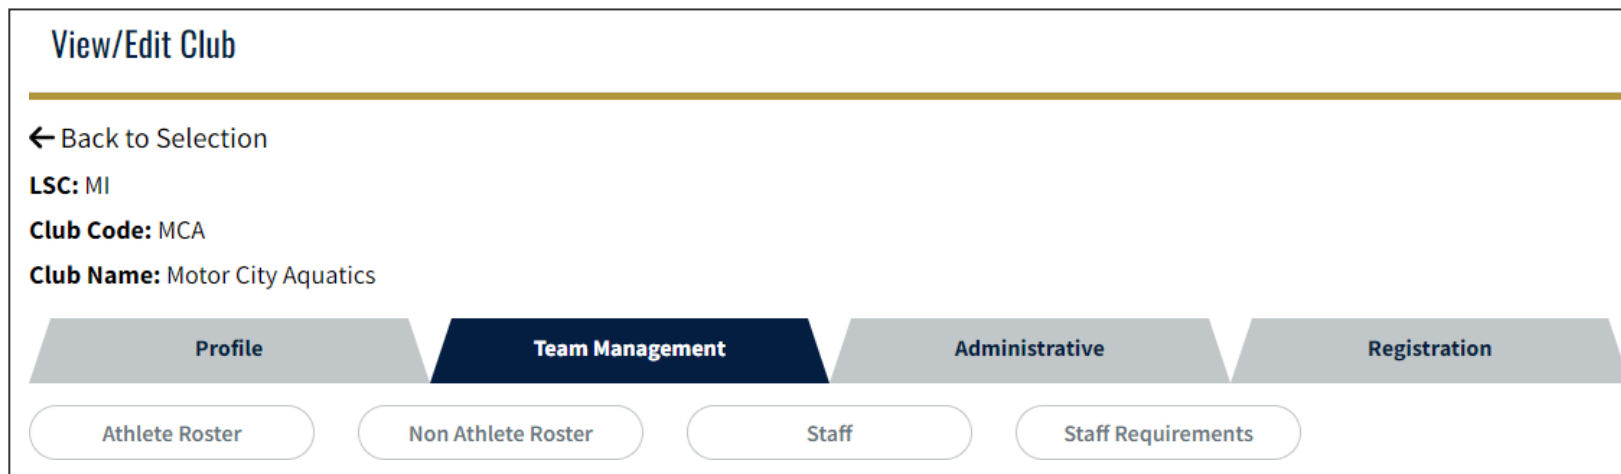 View/Edit Club
Back to Selection
LSC: MI
Club Code: MCA
Club Name: Motor City Aquatics
Profile Team Management Administrative Registration
Athlete Roster Non Athlete Roster Staff Staff Requirements